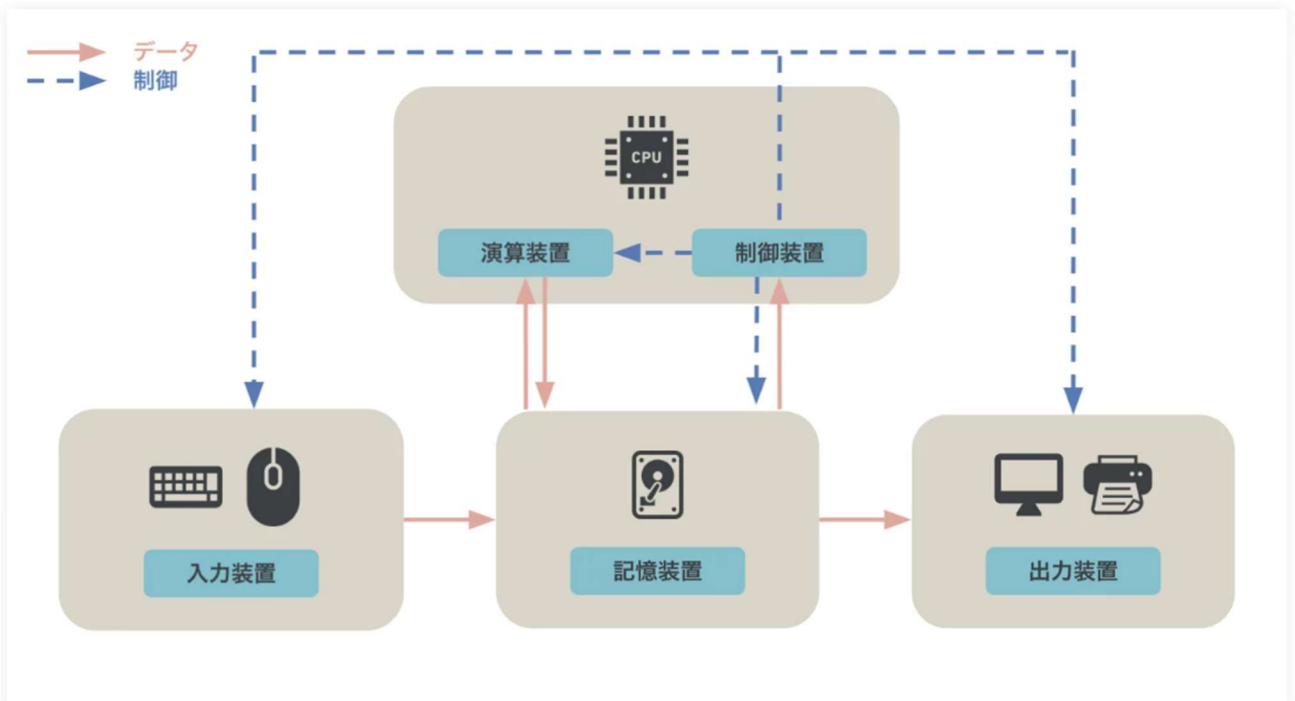 データ
制御
CPU
演算装置
制御装置
入力装置
記憶装置
出力装置